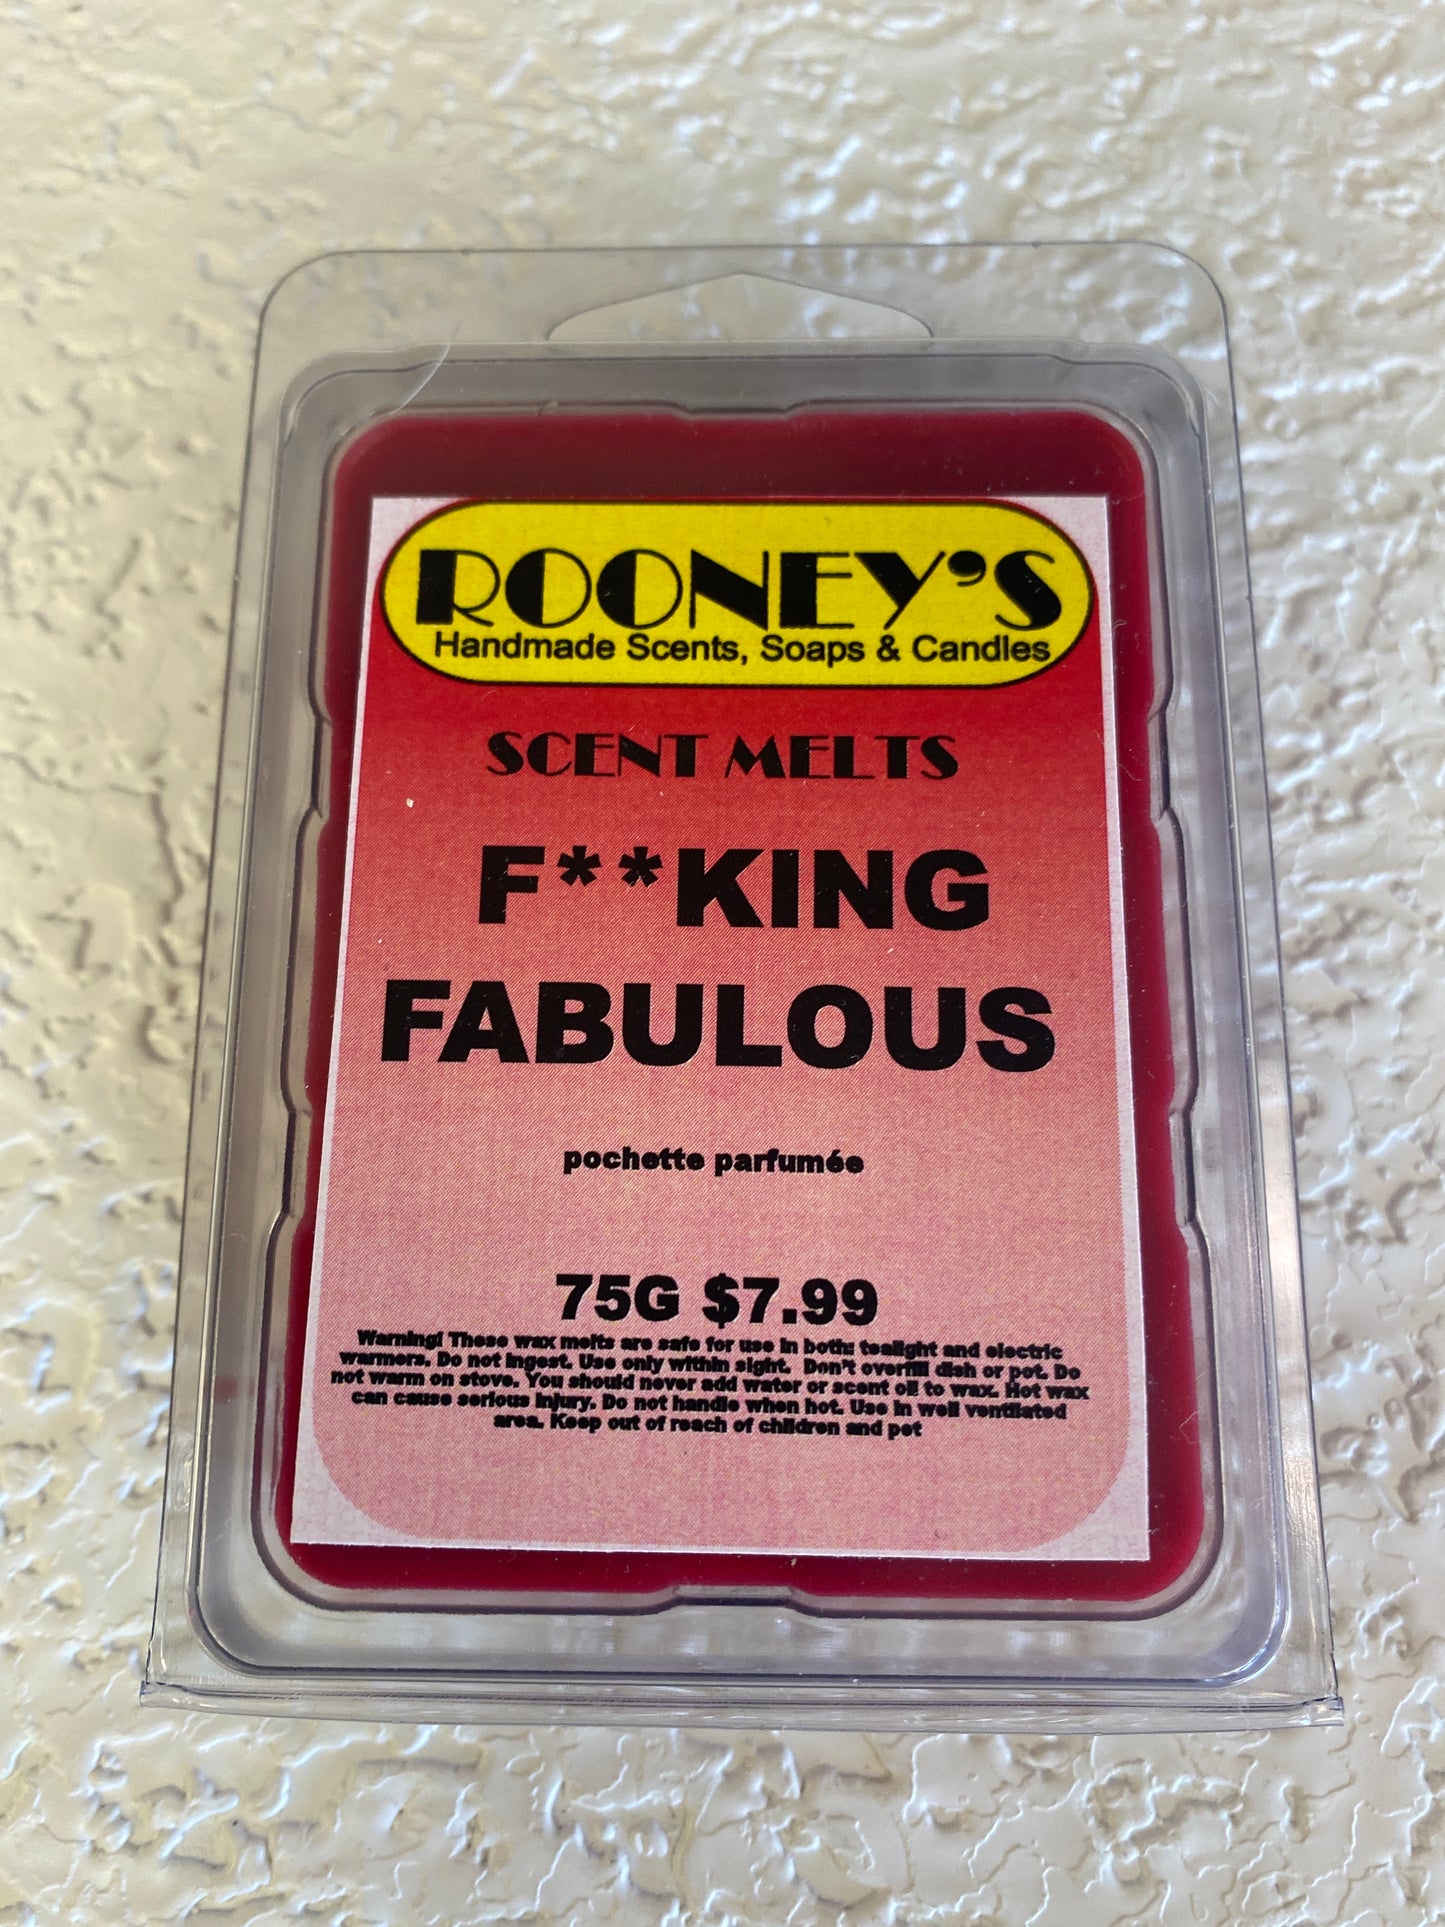 ROONEY'S
Handmade Scents, Soaps & Candles
SCENT MELTS
F**KING
FABULOUS
pochette parfumée
75G $7.99
Warning! These wax melts are safe for use in both: tealight and electric
warmers. Do not ingest. Use only within sight. Don't overfill dish or pot. Do
not warm on stove. You should never add water or scent oil to wax. Hot wax
can cause serious injury. Do not handle when hot. Use in well ventilated
area. Keep out of reach of children and pet